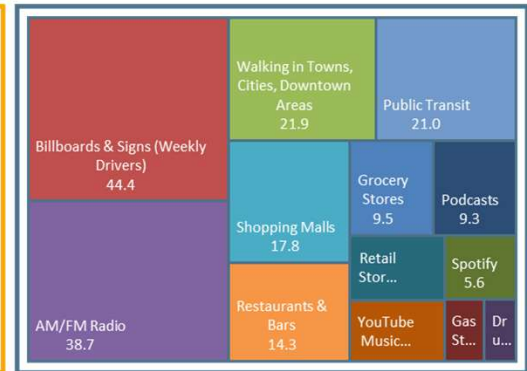 Billboards & Signs (Weekly
Drivers)
44.4
AM/FM Radio
38.7
Walking in Towns,
Cities, Downtown
Areas
21.9
Public Transit
21.0
Shopping Malls
17.8
Restaurants &
Bars
14.3
Grocery
Stores
9.5
Podcasts
9.3
Retail
Stor...
Spotify
5.6
YouTube
Music...
Gas
St...
Dr
u...